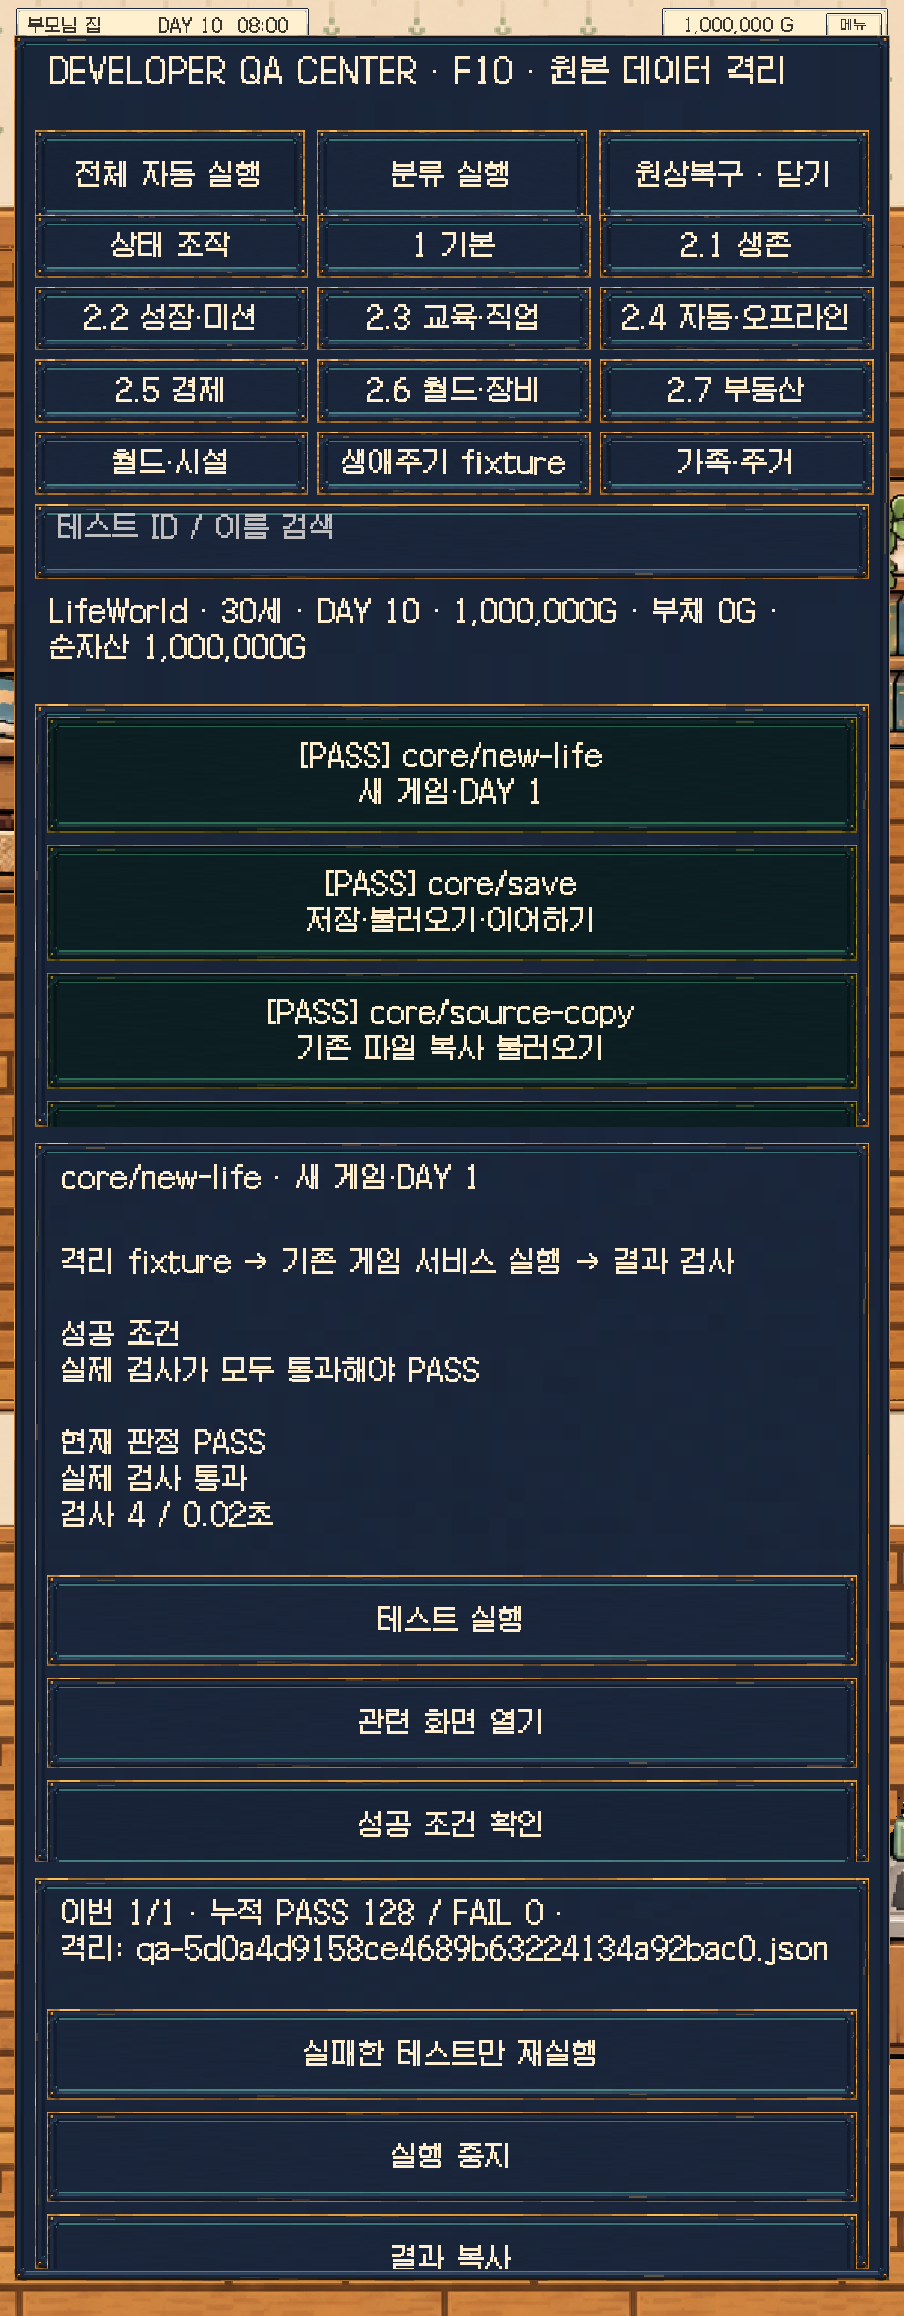 부모님 집 DAY 10 08:00 1,000,000 G 메뉴
DEVELOPER QA CENTER · F10 · 원본 데이터 격리
전체 자동 실행 분류 실행 원상복구 · 닫기
상태 조작 1 기본 2.1 생존
2.2 성장·미션 2.3 교육·직업 2.4 자동·오프라인
2.5 경제 2.6 월드·장비 2.7 부동산
월드·시설 생애주기 fixture 가족·주거
테스트 ID / 이름 검색
LifeWorld · 30세 · DAY 10 · 1,000,000G · 부채 0G ·
순자산 1,000,000G
[PASS] core/new-life
새 게임·DAY 1
[PASS] core/save
저장·불러오기·이어하기
[PASS] core/source-copy
기존 파일 복사 불러오기
core/new-life · 새 게임·DAY 1
격리 fixture → 기존 게임 서비스 실행 → 결과 검사
성공 조건
실제 검사가 모두 통과해야 PASS
현재 판정 PASS
실제 검사 통과
검사 4 / 0.02초
테스트 실행
관련 화면 열기
성공 조건 확인
이번 1/1 · 누적 PASS 128 / FAIL 0 ·
격리: qa-5d0a4d9158ce4689b63224134a92bac0.json
실패한 테스트만 재실행
실행 중지
결과 복사